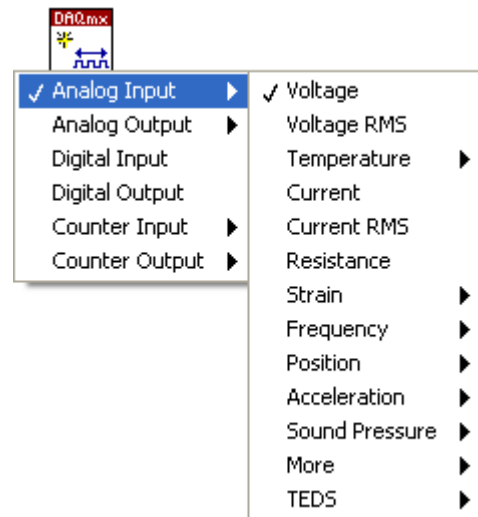 DAQmx
Analog Input
Analog Output
Digital Input
Digital Output
Counter Input
Counter Output
Voltage
Voltage RMS
Temperature
Current
Current RMS
Resistance
Strain
Frequency
Position
Acceleration
Sound Pressure
More
TEDS